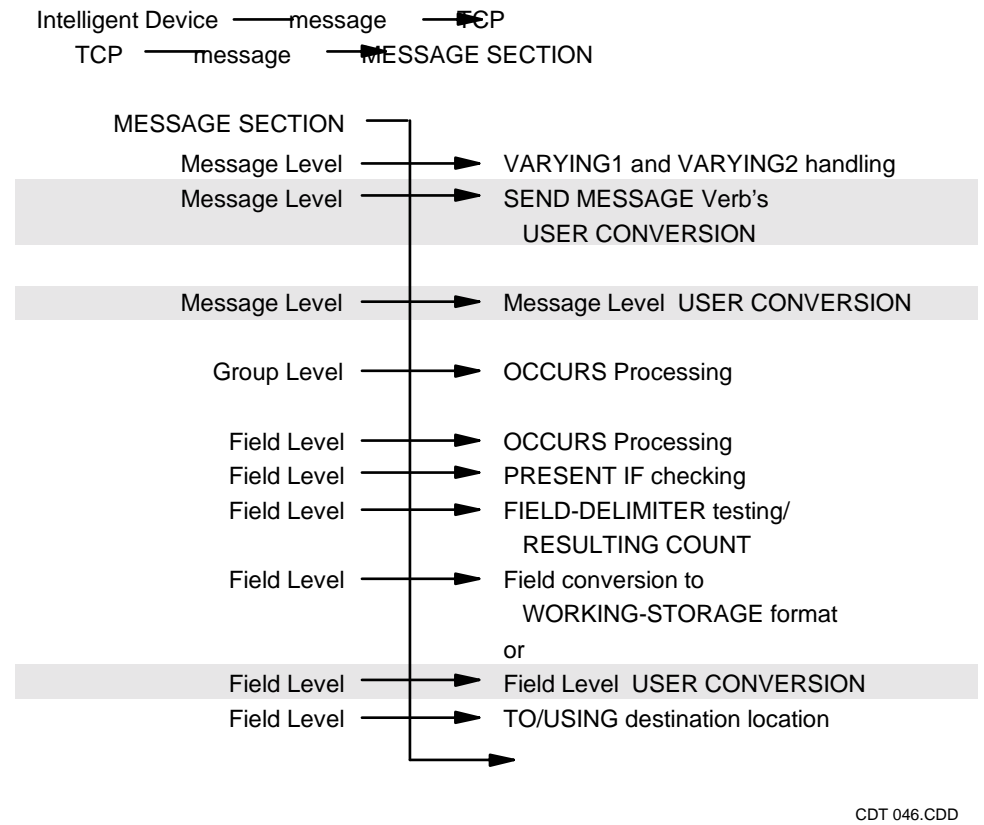 Intelligent Device message TCP
TCP message MESSAGE SECTION
MESSAGE SECTION
Message Level VARYING1 and VARYING2 handling
Message Level SEND MESSAGE Verb’s
USER CONVERSION
Message Level Message Level USER CONVERSION
Group Level OCCURS Processing
Field Level OCCURS Processing
Field Level PRESENT IF checking
Field Level FIELD-DELIMITER testing/
RESULTING COUNT
Field Level Field conversion to
WORKING-STORAGE format
or
Field Level Field Level USER CONVERSION
Field Level TO/USING destination location
CDT 046.CDD